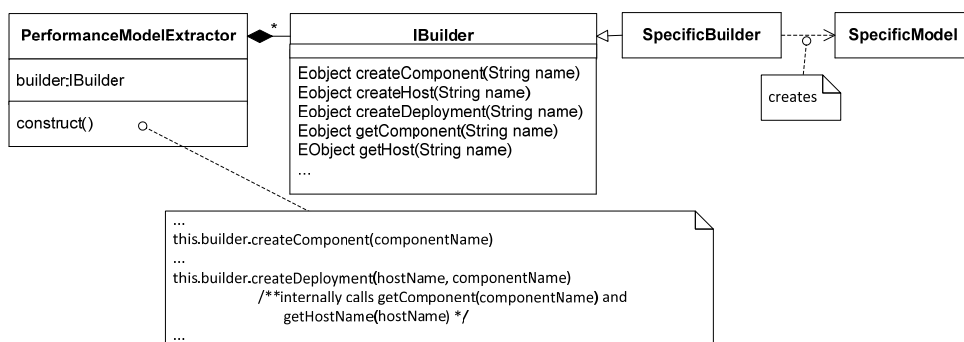 PerformanceModelExtractor
builder:IBuilder
construct()
*
IBuilder
Eobject createComponent(String name)
Eobject createHost(String name)
Eobject createDeployment(String name)
Eobject getComponent(String name)
EObject getHost(String name)
...
SpecificBuilder
SpecificModel
creates
...
this.builder.createComponent(componentName)
...
this.builder.createDeployment(hostName, componentName)
/**internally calls getComponent(componentName) and
getHostName(hostName) */
...